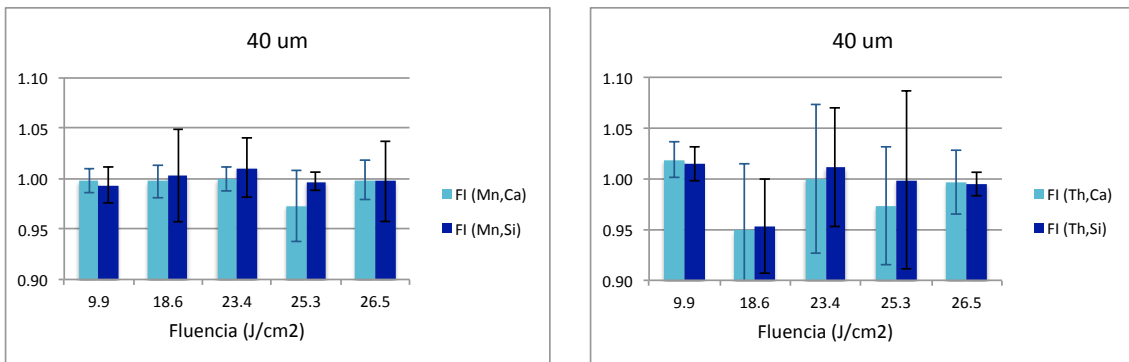 40 um
1.10
1.05
1.00
0.95
0.90
9.9 18.6 23.4 25.3 26.5
Fluencia (J/cm2)
FI (Mn,Ca)
FI (Mn,Si)
40 um
1.10
1.05
1.00
0.95
0.90
9.9 18.6 23.4 25.3 26.5
Fluencia (J/cm2)
FI (Th,Ca)
FI (Th,Si)